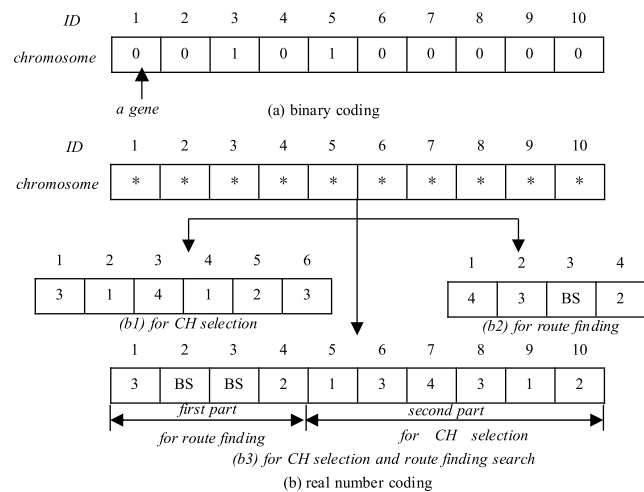 ID 1 2 3 4 5 6 7 8 9 10
chromosome 0 0 1 0 1 0 0 0 0 0
a gene
(a) binary coding
ID 1 2 3 4 5 6 7 8 9 10
chromosome * * * * * * * * * *
1 2 3 4 5 6
3 1 4 1 2 3
(b1) for CH selection
1 2 3 4
4 3 BS 2
(b2) for route finding
1 2 3 4 5 6 7 8 9 10
3 BS BS 2 1 3 4 3 1 2
first part second part
for route finding for CH selection
(b3) for CH selection and route finding search
(b) real number coding